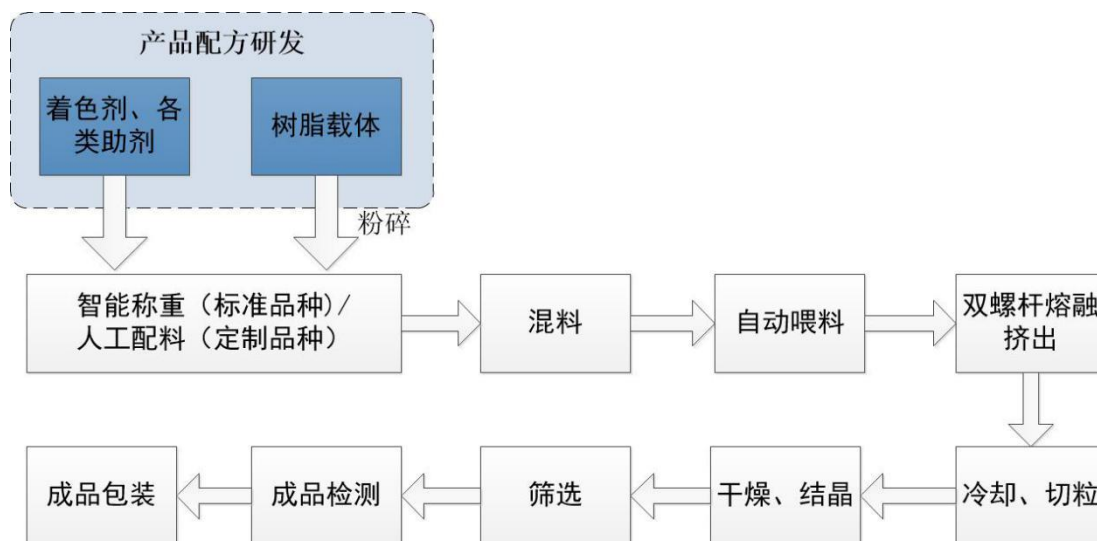 产品配方研发
着色剂、各
类助剂
树脂载体
粉碎
智能称重（标准品种)/
人工配料（定制品种）
混料
自动喂料
双螺杆熔融
挤出
成品包装
成品检测
筛选
干燥、结晶
冷却、切粒